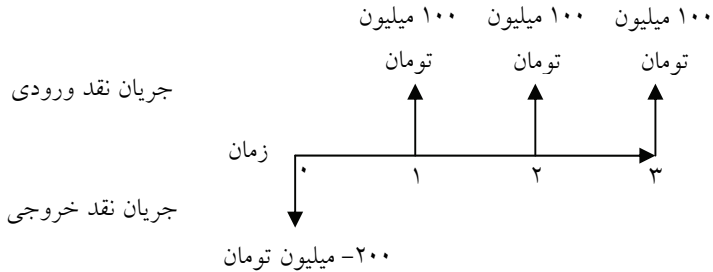 ۱۰۰ میلیون تومان
۱۰۰ میلیون تومان
۱۰۰ میلیون تومان
جریان نقد ورودی
زمان
۰ ۱ ۲ ۳
جریان نقد خروجی
-۲۰۰ میلیون تومان